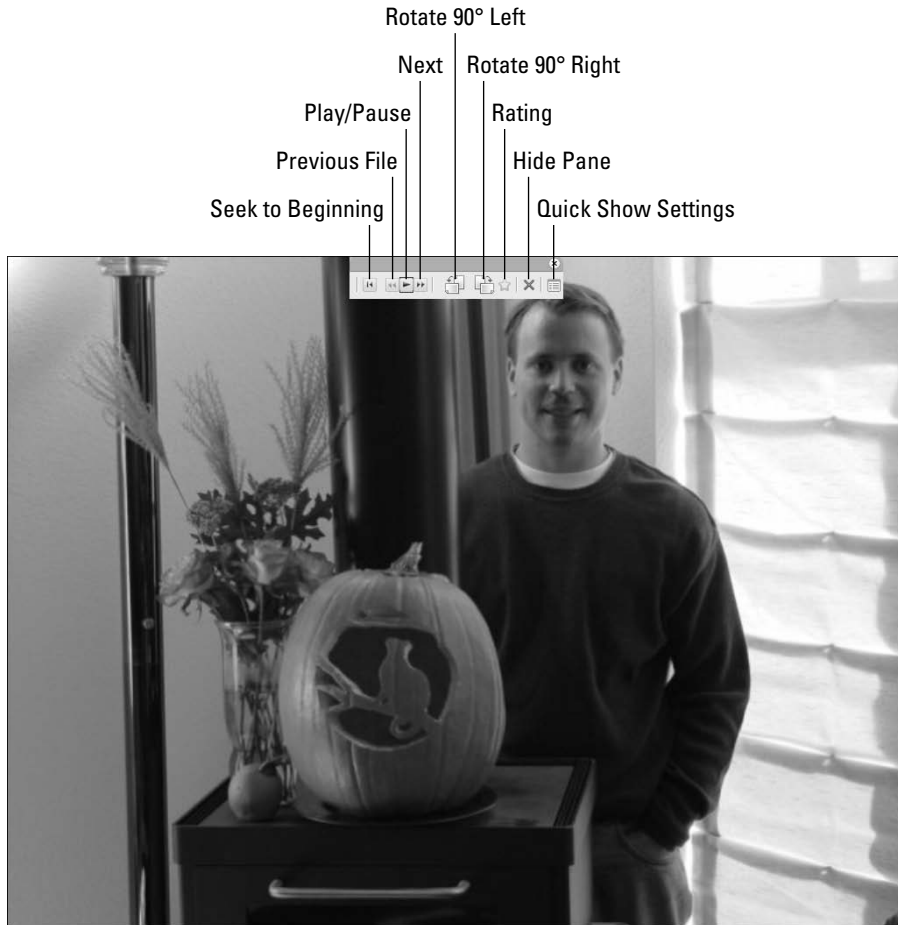 Rotate 90° Left
Next
Rotate 90° Right
Play/Pause
Rating
Previous File
Hide Pane
Seek to Beginning
Quick Show Settings